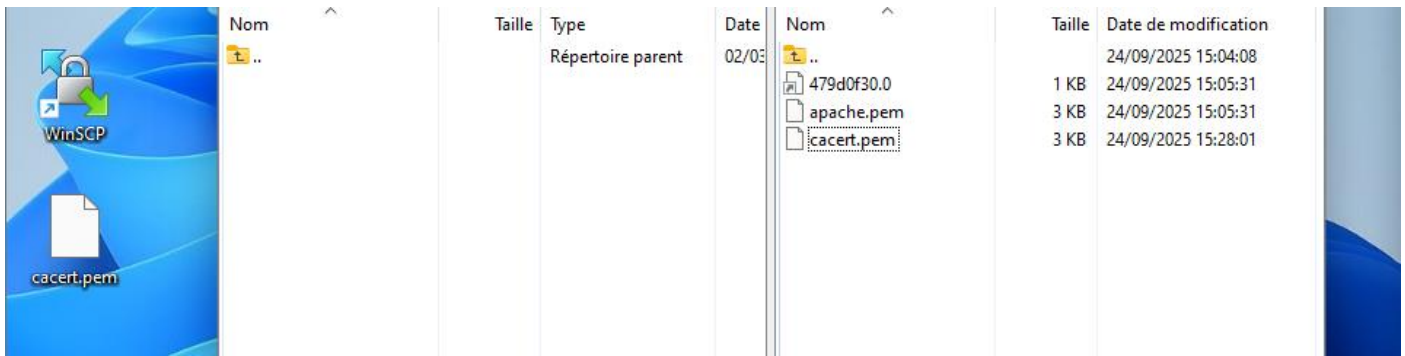 Nom Taille Type Date Nom Taille Date de modification
.. Répertoire parent 02/03 .. 24/09/2025 15:04:08
479d0f30.0 1 KB 24/09/2025 15:05:31
apache.pem 3 KB 24/09/2025 15:05:31
cacert.pem 3 KB 24/09/2025 15:28:01
WinSCP
cacert.pem